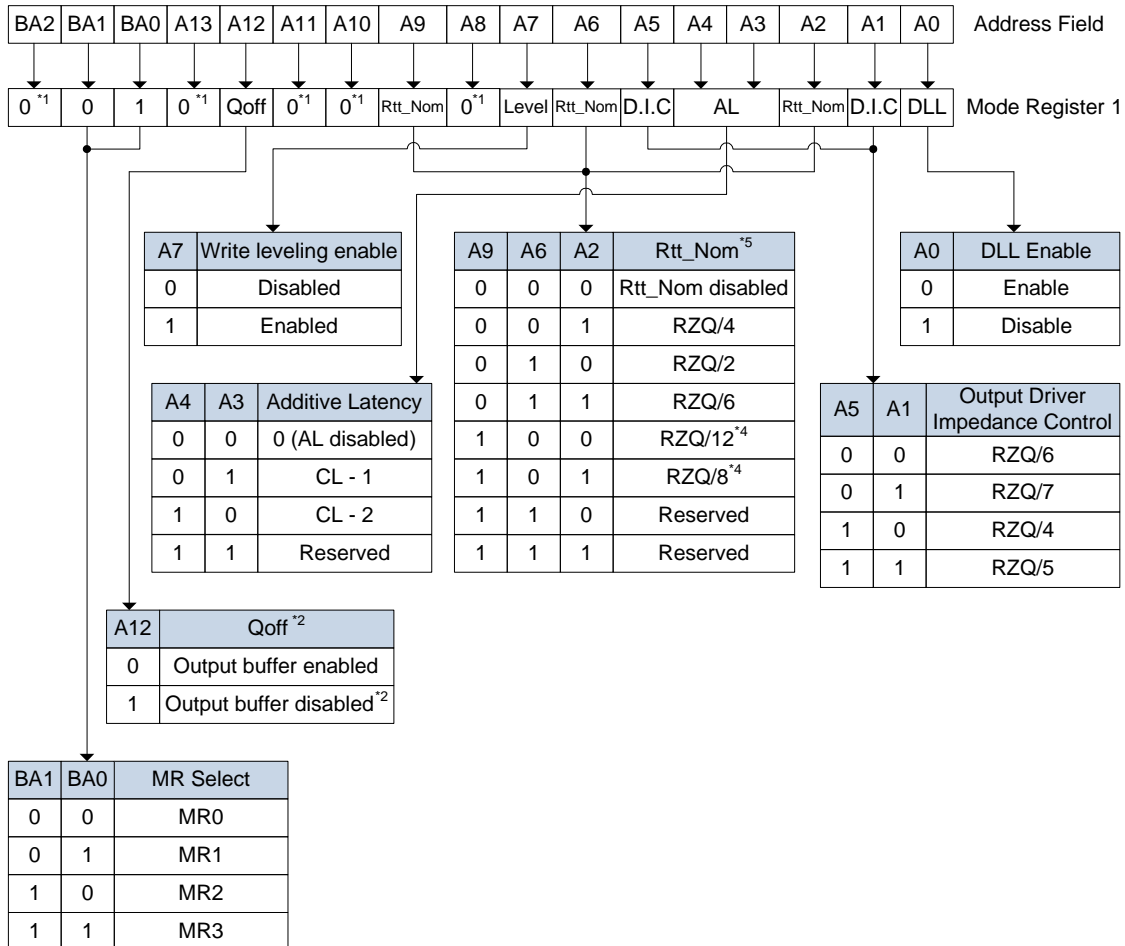 BA2 BA1 BA0 A13 A12 A11 A10 A9 A8 A7 A6 A5 A4 A3 A2 A1 A0 Address Field
0*1 0 1 0*1 Qoff 0*1 0*1 Rtt_Nom 0*1 Level Rtt_Nom D.I.C AL Rtt_Nom D.I.C DLL Mode Register 1
A7 Write leveling enable
0 Disabled
1 Enabled
A9 A6 A2 Rtt_Nom*5
0 0 0 Rtt_Nom disabled
0 0 1 RZQ/4
0 1 0 RZQ/2
0 1 1 RZQ/6
1 0 0 RZQ/12*4
1 0 1 RZQ/8*4
1 1 0 Reserved
1 1 1 Reserved
A0 DLL Enable
0 Enable
1 Disable
A4 A3 Additive Latency
0 0 0 (AL disabled)
0 1 CL - 1
1 0 CL - 2
1 1 Reserved
A5 A1 Output Driver
Impedance Control
0 0 RZQ/6
0 1 RZQ/7
1 0 RZQ/4
1 1 RZQ/5
A12 Qoff*2
0 Output buffer enabled
1 Output buffer disabled*2
BA1 BA0 MR Select
0 0 MR0
0 1 MR1
1 0 MR2
1 1 MR3